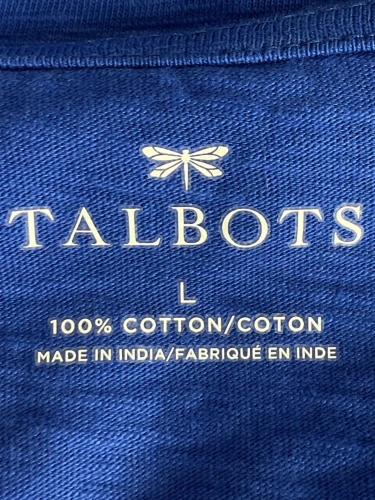 TALBOTS
L
100% COTTON/COTON
MADE IN INDIA/FABRIQUÉ EN INDE